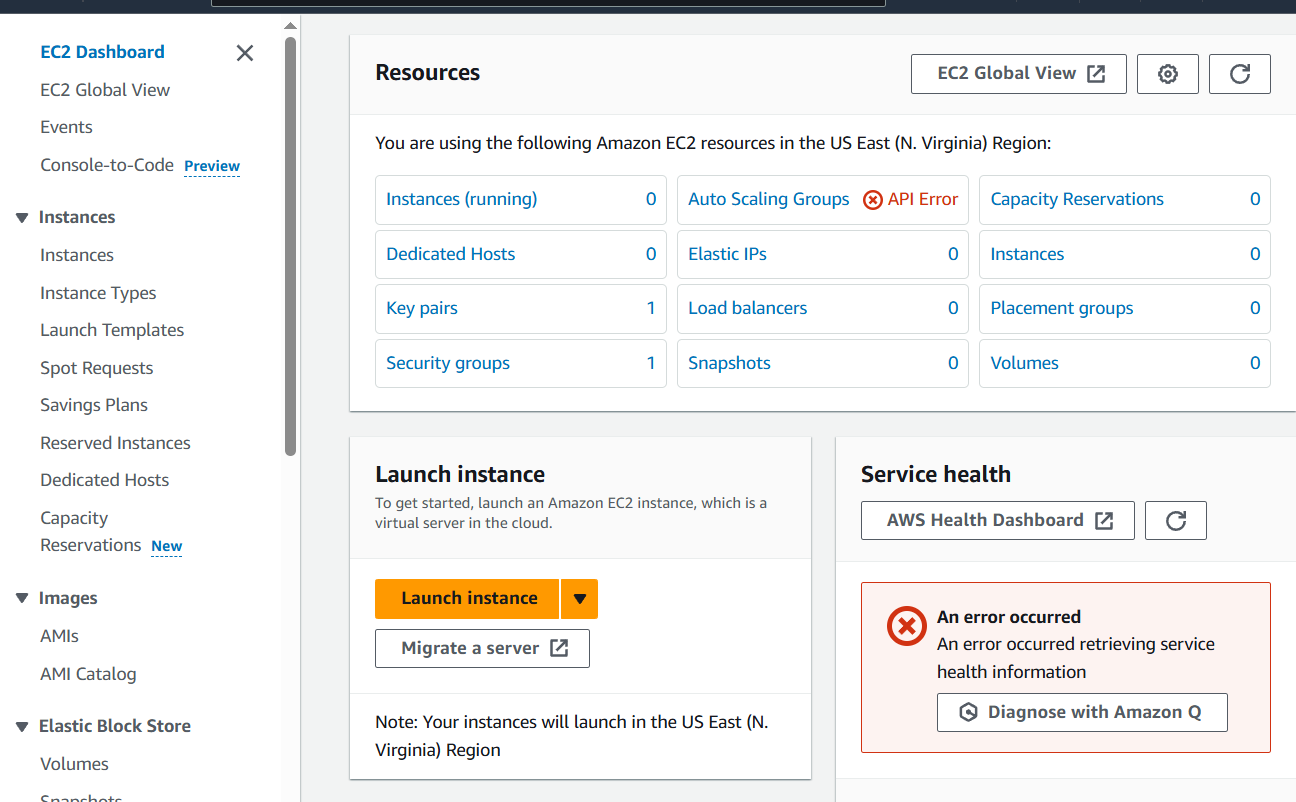 EC2 Dashboard
EC2 Global View
Events
Console-to-Code Preview
Instances
Instances
Instance Types
Launch Templates
Spot Requests
Savings Plans
Reserved Instances
Dedicated Hosts
Capacity
Reservations New
Images
AMIs
AMI Catalog
Elastic Block Store
Volumes
Snapshots
Resources
EC2 Global View
You are using the following Amazon EC2 resources in the US East (N. Virginia) Region:
Instances (running) 0
Auto Scaling Groups API Error
Capacity Reservations 0
Dedicated Hosts 0
Elastic IPs 0
Instances 0
Key pairs 1
Load balancers 0
Placement groups 0
Security groups 1
Snapshots 0
Volumes 0
Launch instance
To get started, launch an Amazon EC2 instance, which is a
virtual server in the cloud.
Launch instance
Migrate a server
Note: Your instances will launch in the US East (N.
Virginia) Region
Service health
AWS Health Dashboard
An error occurred
An error occurred retrieving service
health information
Diagnose with Amazon Q